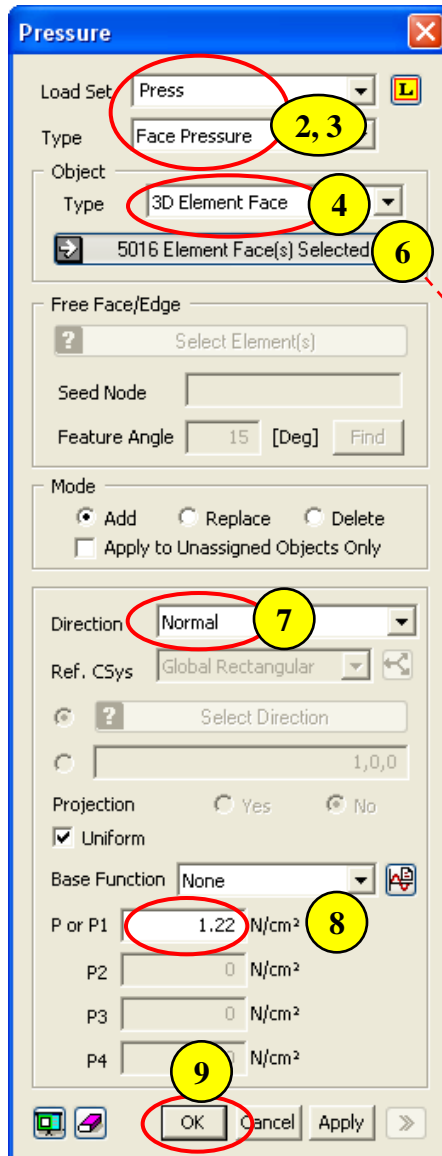 Pressure
Load Set Press L
Type Face Pressure 2, 3
Object
Type 3D Element Face 4
5016 Element Face(s) Selected 6
Free Face/Edge
? Select Element(s)
Seed Node
Feature Angle 15 [Deg] Find
Mode
Add Replace Delete
Apply to Unassigned Objects Only
Direction Normal 7
Ref. CSys Global Rectangular
? Select Direction
1,0,0
Projection Yes No
Uniform
Base Function None
P or P1 1.22 N/cm² 8
P2 0 N/cm²
P3 0 N/cm²
P4 0 N/cm²
9
OK Cancel Apply >>